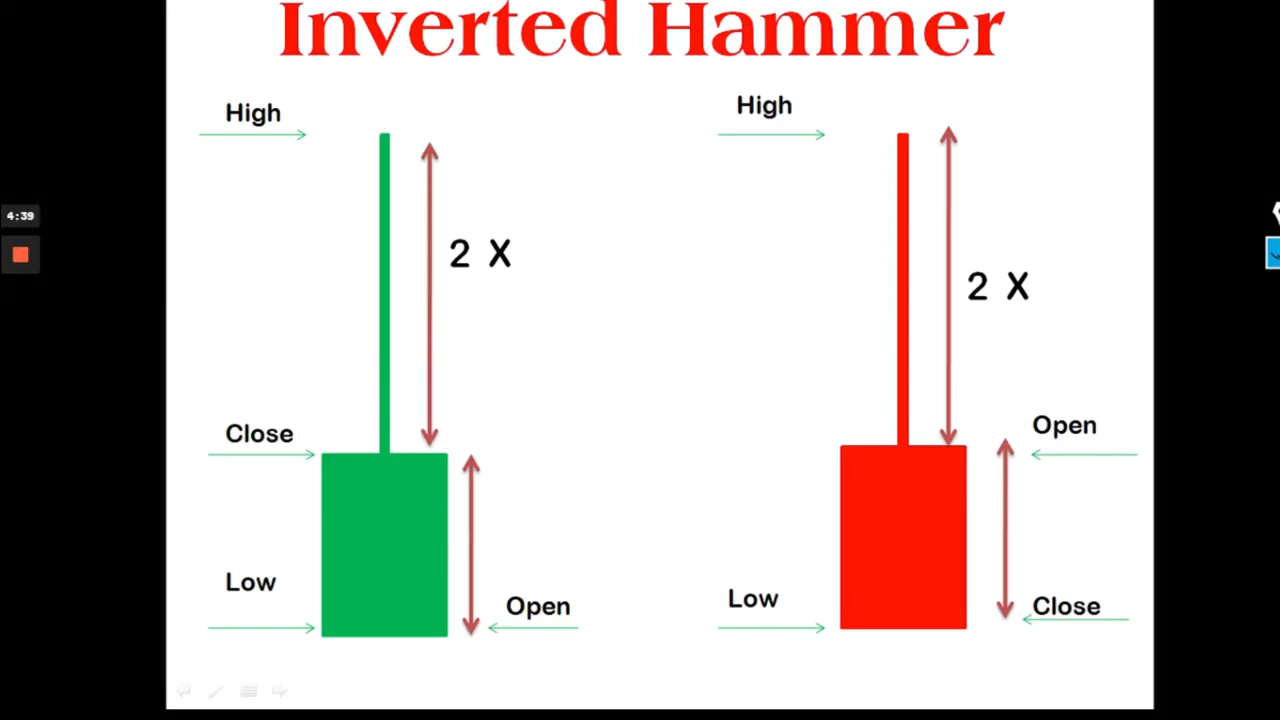 Inverted Hammer
High
High
4:39
2 X
2 X
Close
Open
Low
Low
Open
Close